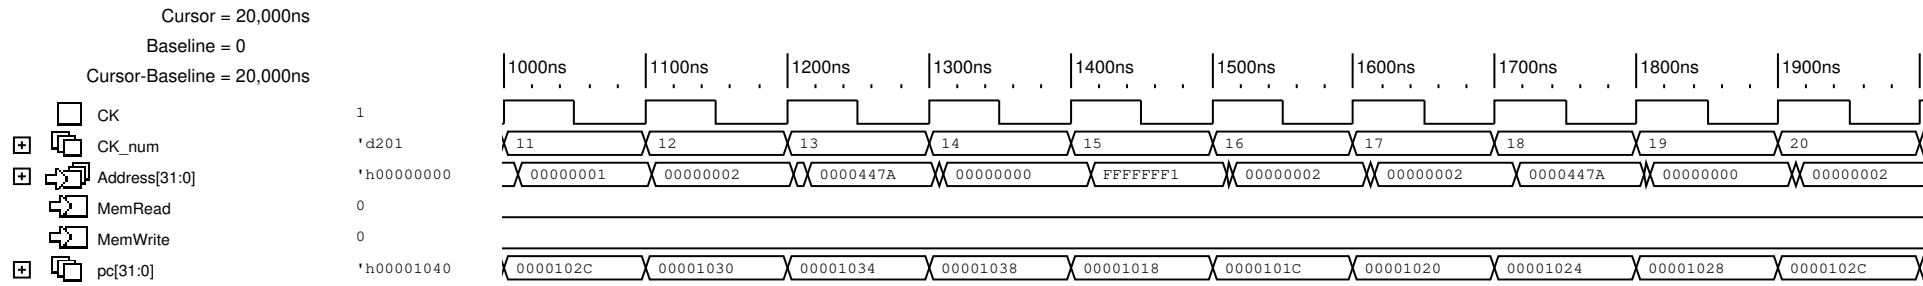 Cursor = 20,000ns
Baseline = 0
Cursor-Baseline = 20,000ns
1000ns 1100ns 1200ns 1300ns 1400ns 1500ns 1600ns 1700ns 1800ns 1900ns
CK 1
CK_num 'd201 11 12 13 14 15 16 17 18 19 20
Address[31:0] 'h00000000 00000001 00000002 0000447A 00000000 FFFFFFF1 00000002 00000002 0000447A 00000000 00000002
MemRead 0
MemWrite 0
pc[31:0] 'h00001040 0000102C 00001030 00001034 00001038 00001018 0000101C 00001020 00001024 00001028 0000102C